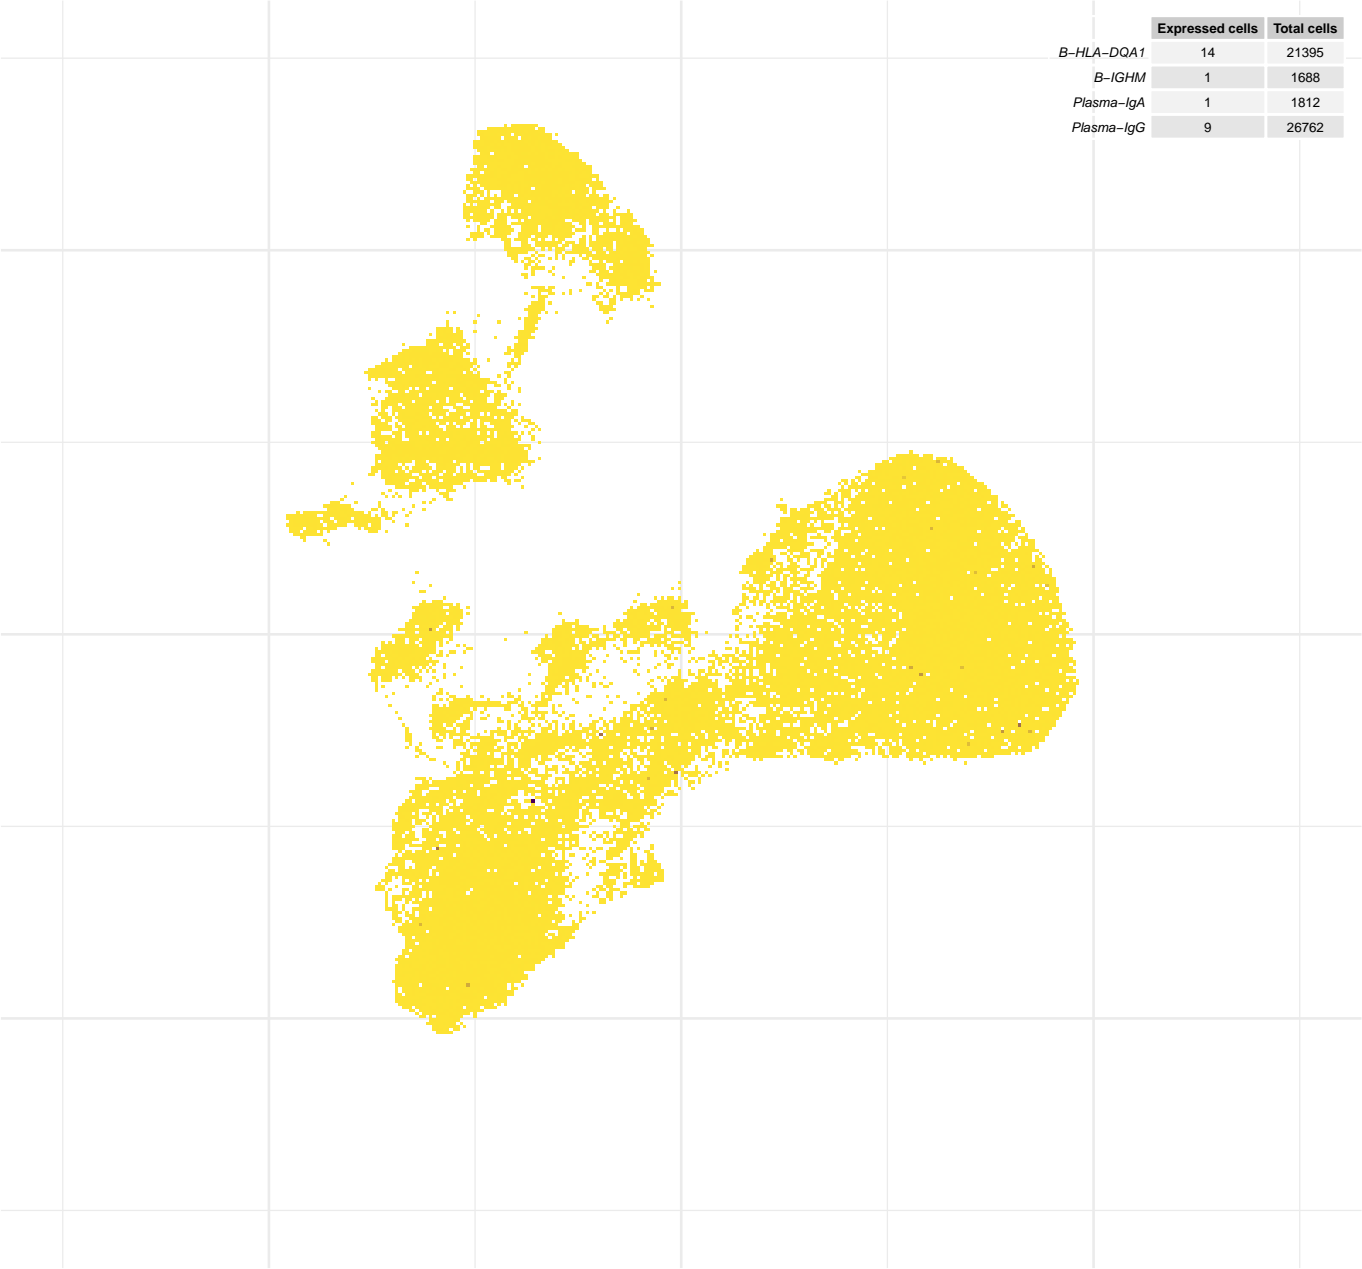 Expressed cells Total cells
B−HLA−DQA1 14 21395
B−IGHM 1 1688
Plasma−IgA 1 1812
Plasma−IgG 9 26762